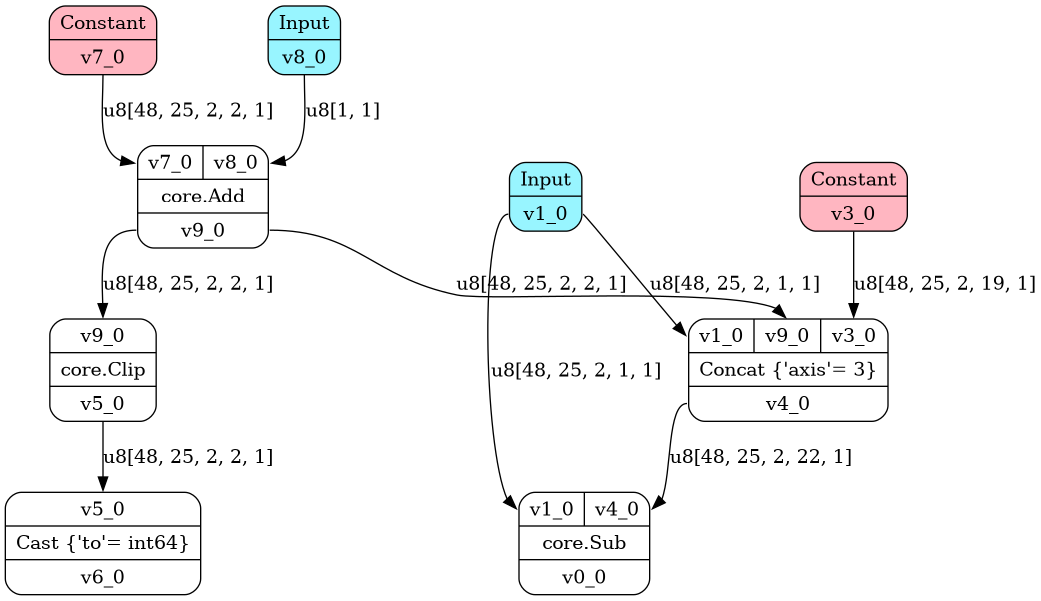 Constant
v7_0
Input
v8_0
u8[48, 25, 2, 2, 1]
u8[1, 1]
v7_0 v8_0
core.Add
v9_0
Input
v1_0
Constant
v3_0
u8[48, 25, 2, 2, 1]
u8[48, 25, 2, 2, 1]
u8[48, 25, 2, 1, 1]
u8[48, 25, 2, 19, 1]
v9_0
core.Clip
v5_0
u8[48, 25, 2, 1, 1]
v1_0 v9_0 v3_0
Concat {'axis'= 3}
v4_0
u8[48, 25, 2, 2, 1]
u8[48, 25, 2, 22, 1]
v5_0
Cast {'to'= int64}
v6_0
v1_0 v4_0
core.Sub
v0_0